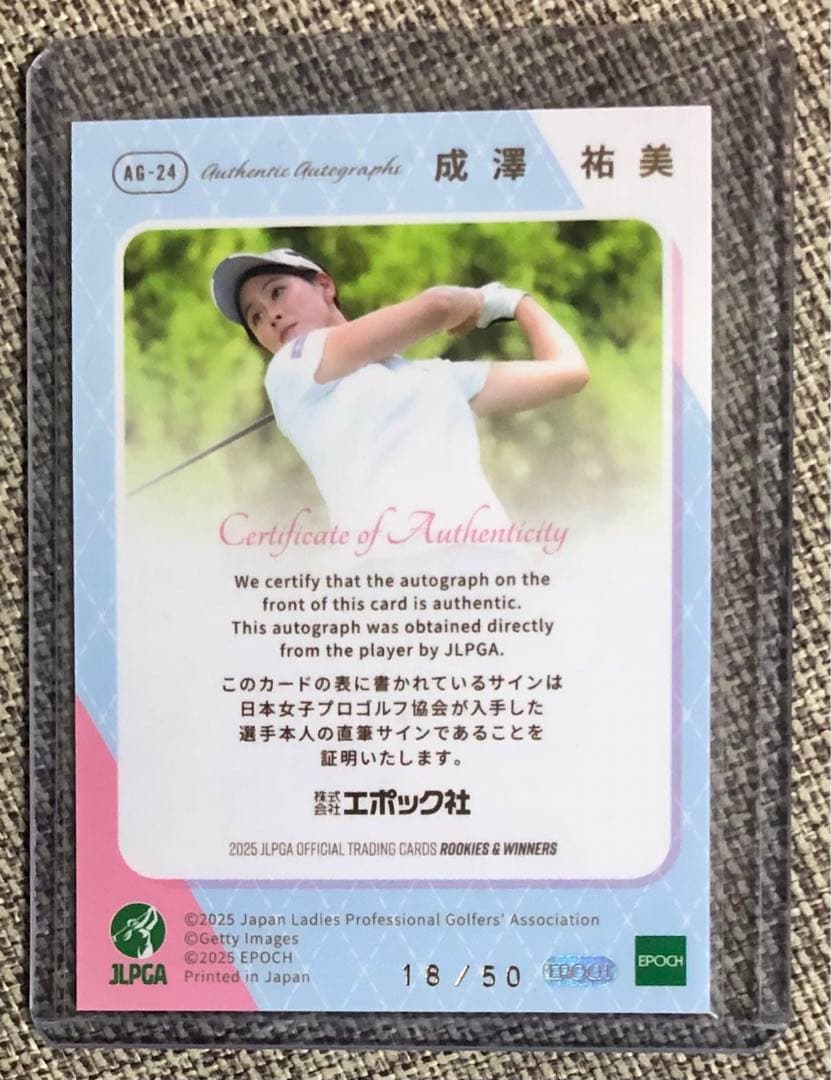 AG-24 Authentic Autographs 成澤 祐美
Certificate of Authenticity
We certify that the autograph on the
front of this card is authentic.
This autograph was obtained directly
from the player by JLPGA.
このカードの表に書かれているサインは
日本女子プロゴルフ協会が入手した
選手本人の直筆サインであることを
証明いたします。
株式会社エポック社
2025 JLPGA OFFICIAL TRADING CARDS ROOKIES & WINNERS
©2025 Japan Ladies Professional Golfers' Association
©Getty Images
©2025 EPOCH
Printed in Japan
JLPGA
18/50
EPOCH
EPOCH